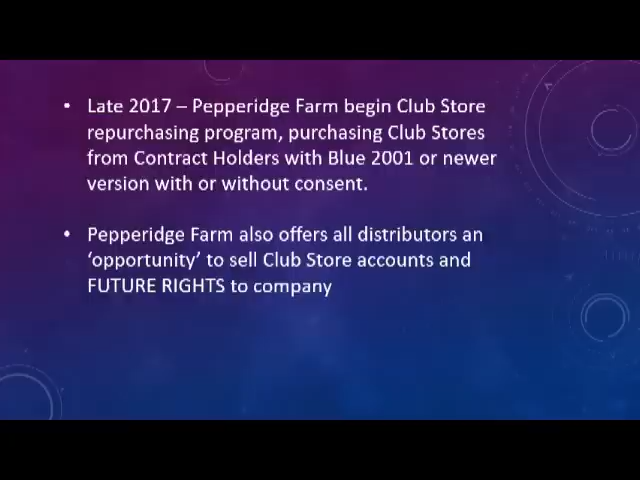 • Late 2017 – Pepperidge Farm begin Club Store
repurchasing program, purchasing Club Stores
from Contract Holders with Blue 2001 or newer
version with or without consent.
• Pepperidge Farm also offers all distributors an
‘opportunity’ to sell Club Store accounts and
FUTURE RIGHTS to company